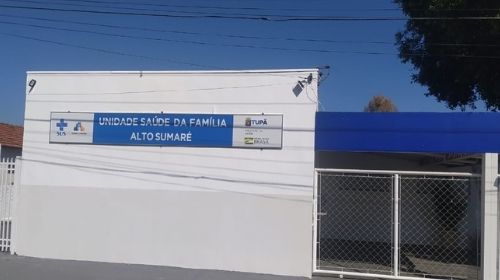 UNIDADE SAÚDE DA FAMÍLIA
ALTO SUMARÉ
SUS
TUPÃ
BRASIL